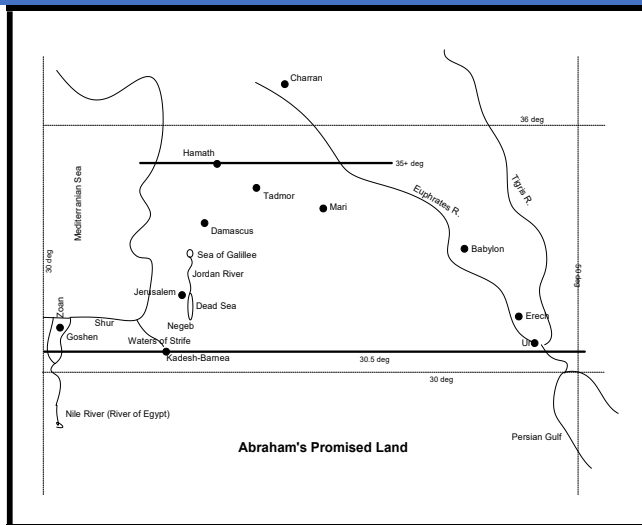 Charran
36 deg
Hamath
35+ deg
Mediterranian Sea
Tadmor
Mari
Euphrates R.
Tigris R.
Damascus
Babylon
Sea of Galillee
Jordan River
30 deg
50 deg
Jerusalem
Dead Sea
Zoan
Shur
Negeb
Erech
Goshen
Waters of Strife
Ur
Kadesh-Barnea
30.5 deg
30 deg
Nile River (River of Egypt)
Persian Gulf
Abraham's Promised Land